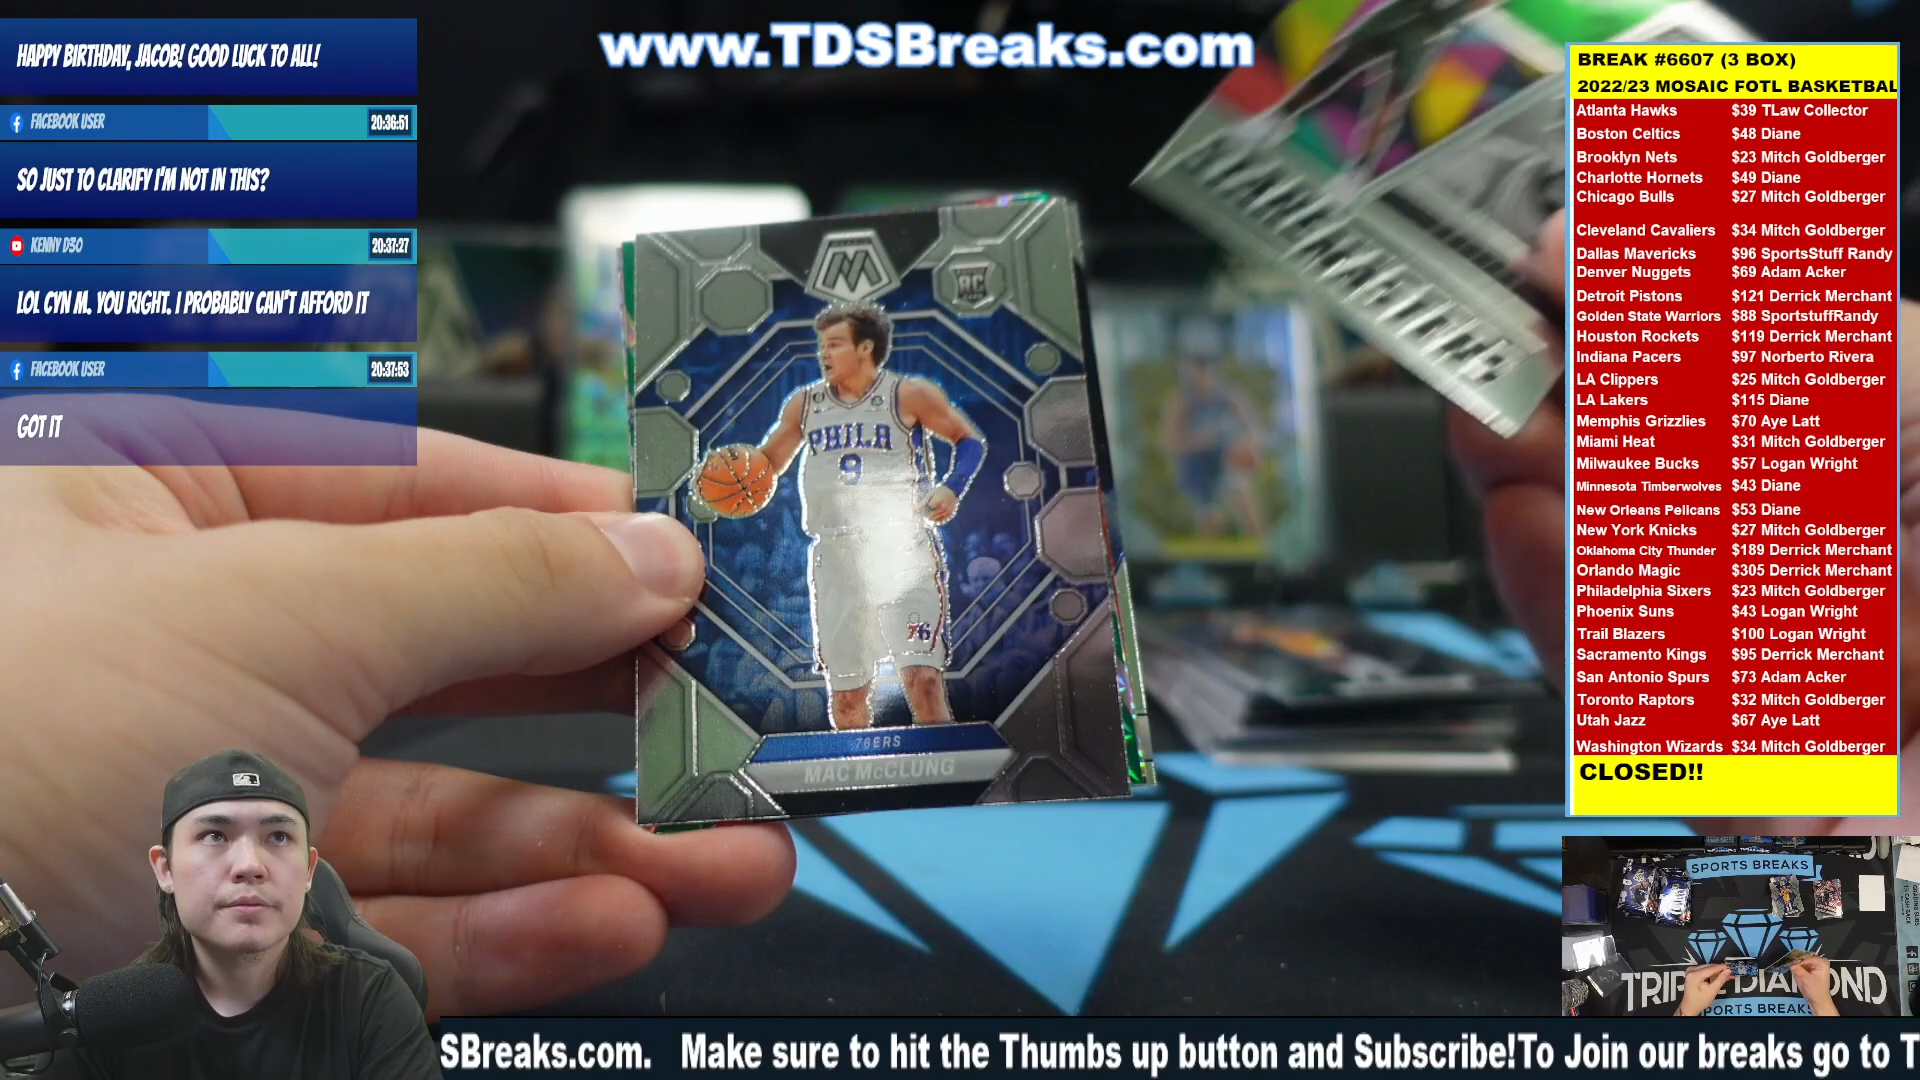 HAPPY BIRTHDAY, JACOB! GOOD LUCK TO ALL!
FACEBOOK USER 20:36:51
SO JUST TO CLARIFY I'M NOT IN THIS?
KENNY D30 20:37:27
LOL CYN M. YOU RIGHT. I PROBABLY CAN'T AFFORD IT
FACEBOOK USER 20:37:53
GOT IT
www.TDSBreaks.com
RC
PHILA
9
76
76ERS
MAC McCLUNG
BREAK #6607 (3 BOX)
2022/23 MOSAIC FOTL BASKETBAL
Atlanta Hawks $39 TLaw Collector
Boston Celtics $48 Diane
Brooklyn Nets $23 Mitch Goldberger
Charlotte Hornets $49 Diane
Chicago Bulls $27 Mitch Goldberger
Cleveland Cavaliers $34 Mitch Goldberger
Dallas Mavericks $96 SportsStuff Randy
Denver Nuggets $69 Adam Acker
Detroit Pistons $121 Derrick Merchant
Golden State Warriors $88 SportstuffRandy
Houston Rockets $119 Derrick Merchant
Indiana Pacers $97 Norberto Rivera
LA Clippers $25 Mitch Goldberger
LA Lakers $115 Diane
Memphis Grizzlies $70 Aye Latt
Miami Heat $31 Mitch Goldberger
Milwaukee Bucks $57 Logan Wright
Minnesota Timberwolves $43 Diane
New Orleans Pelicans $53 Diane
New York Knicks $27 Mitch Goldberger
Oklahoma City Thunder $189 Derrick Merchant
Orlando Magic $305 Derrick Merchant
Philadelphia Sixers $23 Mitch Goldberger
Phoenix Suns $43 Logan Wright
Trail Blazers $100 Logan Wright
Sacramento Kings $95 Derrick Merchant
San Antonio Spurs $73 Adam Acker
Toronto Raptors $32 Mitch Goldberger
Utah Jazz $67 Aye Latt
Washington Wizards $34 Mitch Goldberger
CLOSED!!
SPORTS BREAKS
SPORTS BREAKS
SBreaks.com. Make sure to hit the Thumbs up button and Subscribe!To Join our breaks go to T